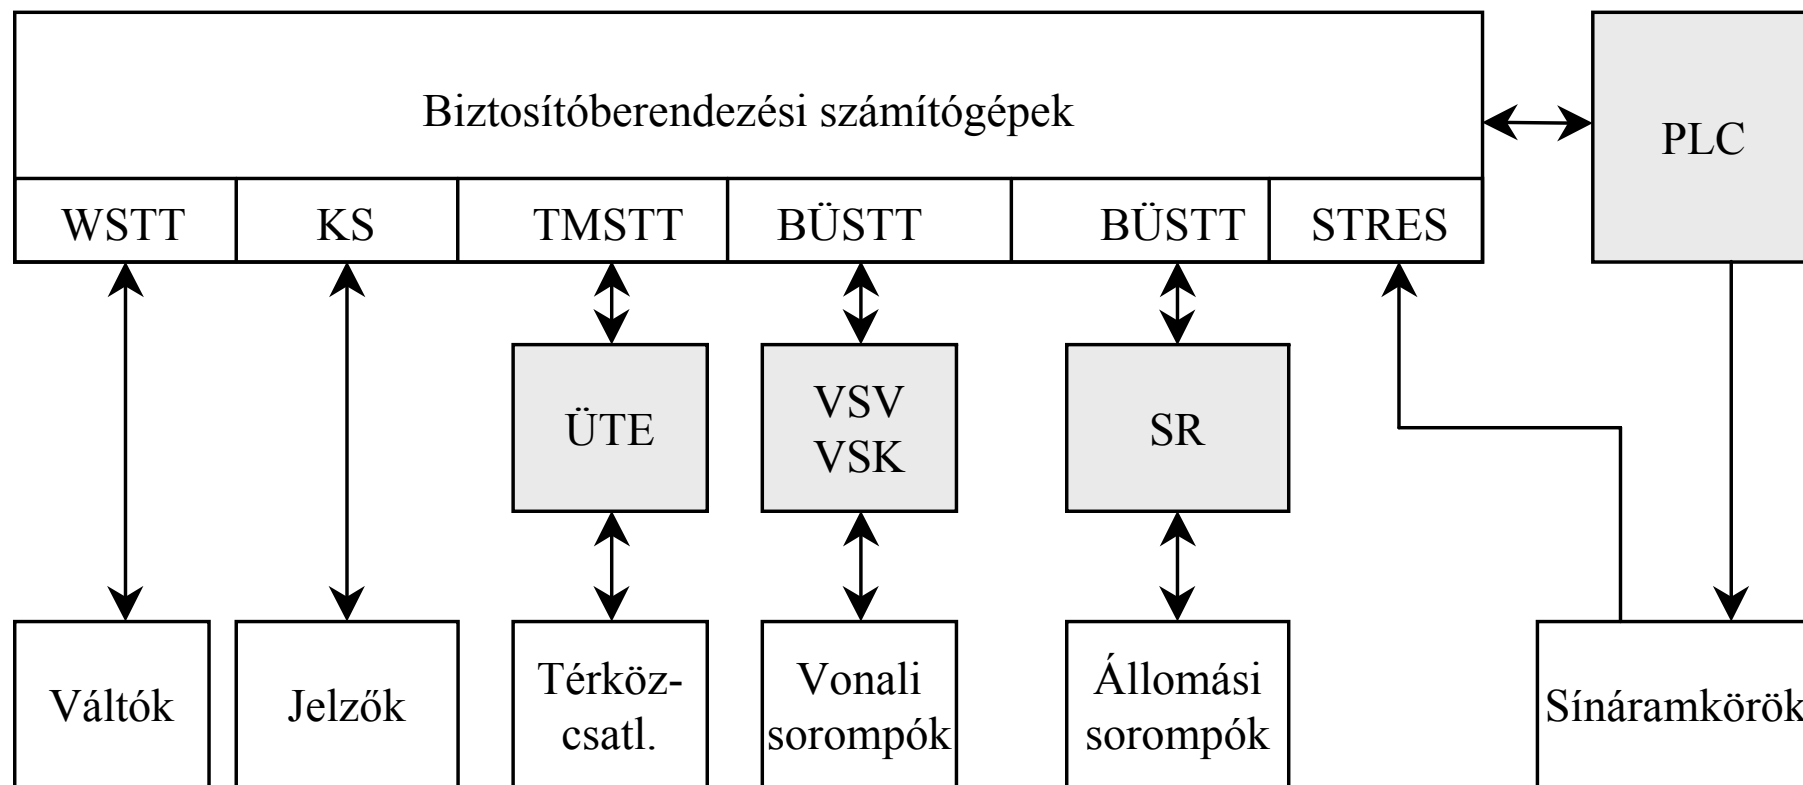 Biztosítóberendezési számítógépek
PLC
WSTT
KS
TMSTT
BÜSTT
BÜSTT
STRES
ÜTE
VSV
VSK
SR
Váltók
Jelzők
Térköz-
csatl.
Vonali
sorompók
Állomási
sorompók
Sínáramkörök